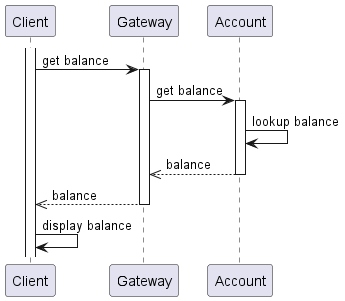 Client Gateway Account
get balance
get balance
lookup balance
balance
balance
display balance
Client Gateway Account